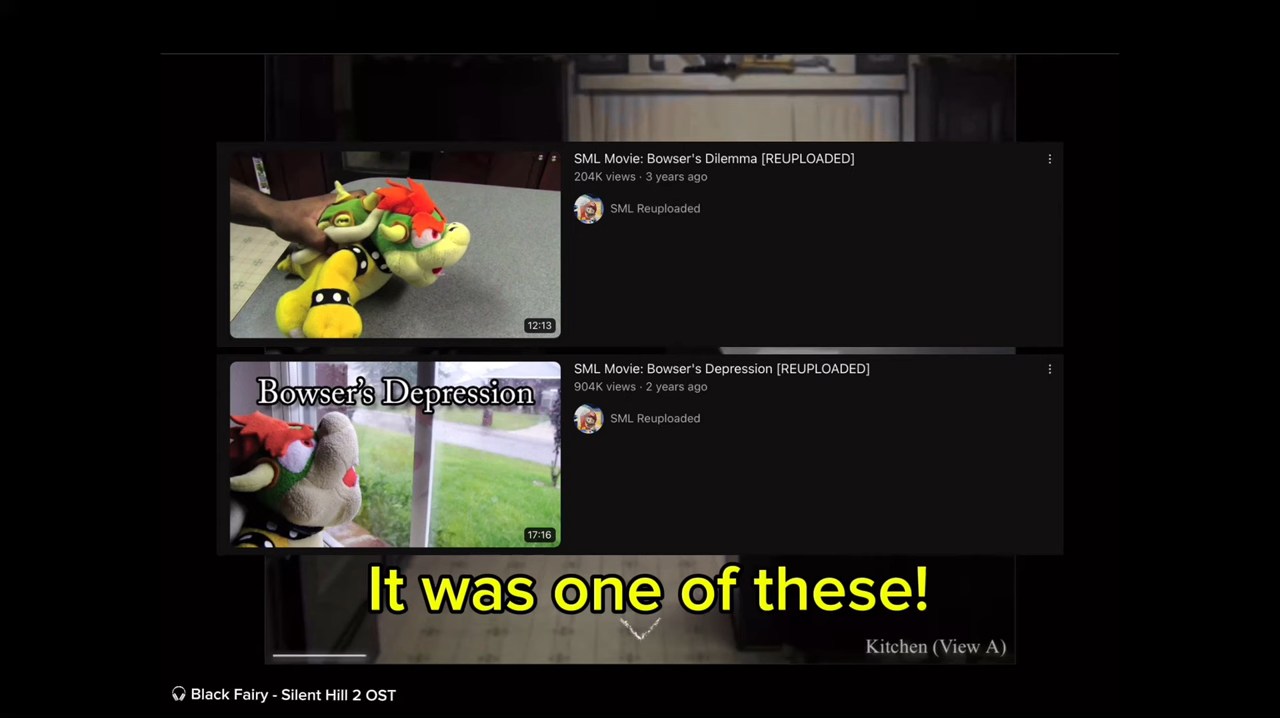 SML Movie: Bowser's Dilemma [REUPLOADED]
204K views · 3 years ago
SML Reuploaded
12:13
Bowser's Depression
SML Movie: Bowser's Depression [REUPLOADED]
904K views · 2 years ago
SML Reuploaded
17:16
It was one of these!
Kitchen (View A)
Black Fairy - Silent Hill 2 OST